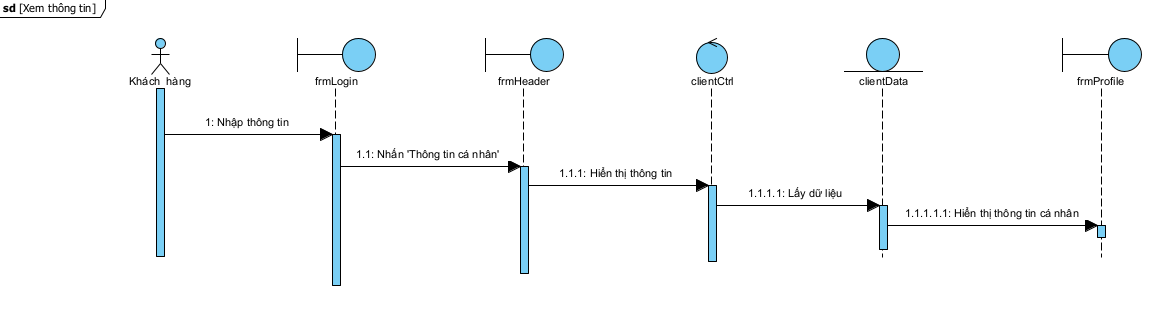 sd [Xem thông tin]
Khách hàng
frmLogin
frmHeader
clientCtrl
clientData
frmProfile
1: Nhập thông tin
1.1: Nhấn 'Thông tin cá nhân'
1.1.1: Hiển thị thông tin
1.1.1.1: Lấy dữ liệu
1.1.1.1.1: Hiển thị thông tin cá nhân